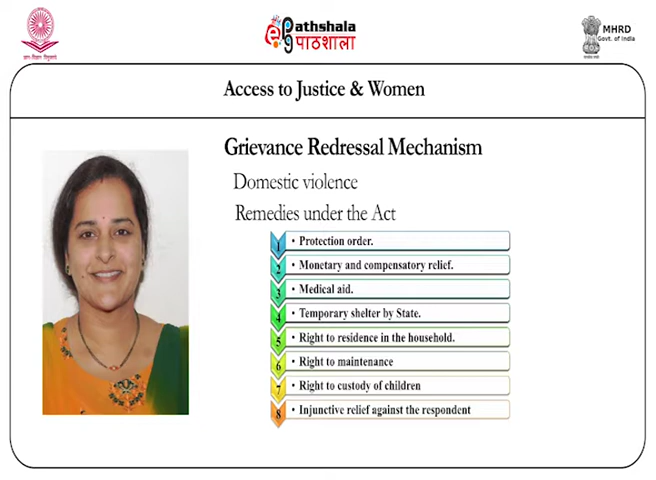 Pathshala
पाठशाला
MHRD
Govt. of India
Access to Justice & Women
Grievance Redressal Mechanism
Domestic violence
Remedies under the Act
1 • Protection order.
2 • Monetary and compensatory relief.
3 • Medical aid.
4 • Temporary shelter by State.
5 • Right to residence in the household.
6 • Right to maintenance
7 • Right to custody of children
8 • Injunctive relief against the respondent